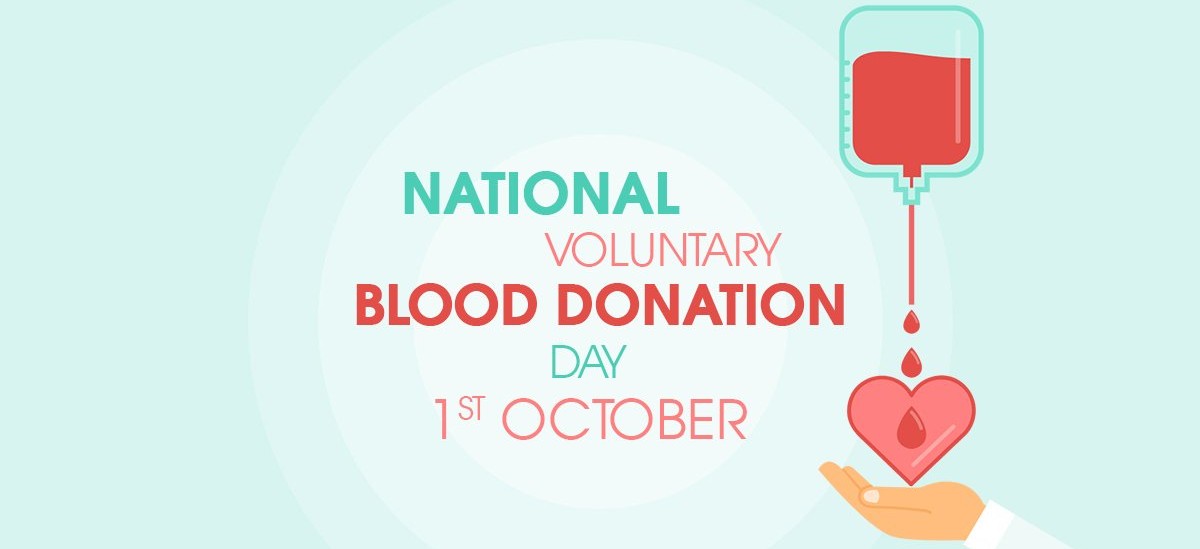 NATIONAL
VOLUNTARY
BLOOD DONATION
DAY
1ST OCTOBER